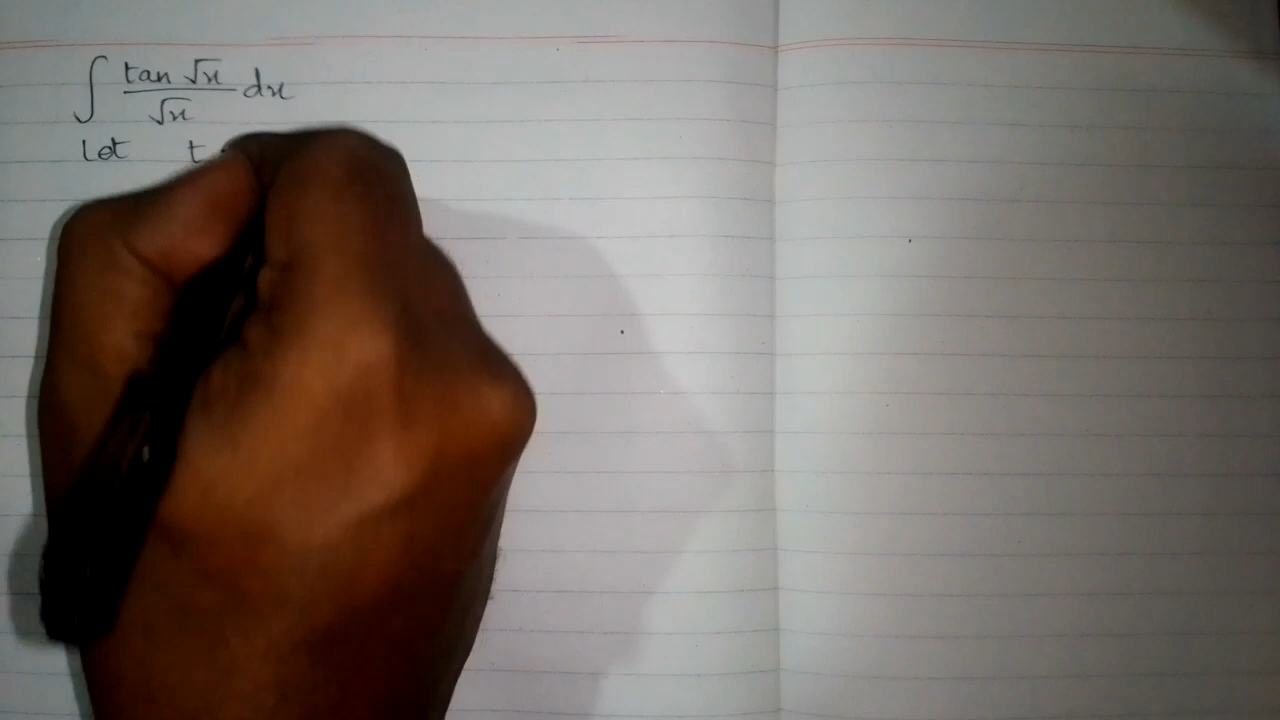 ∫ tan √x / √x dx
Let t